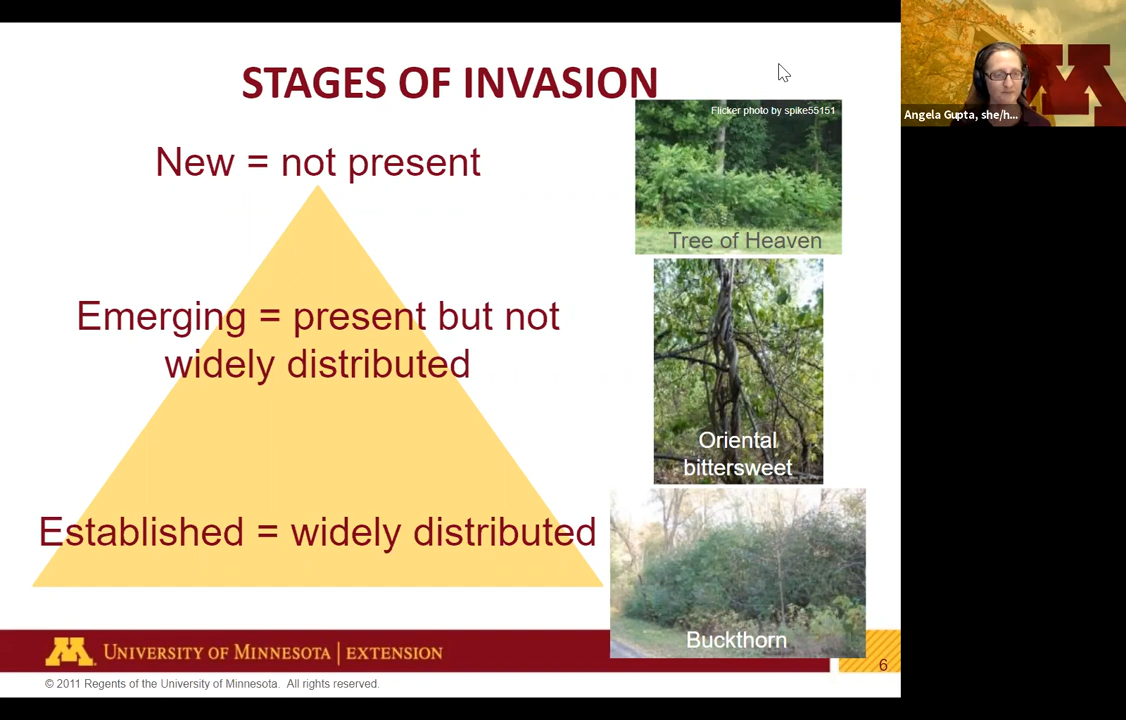 STAGES OF INVASION
Flicker photo by spike55151
New = not present
Tree of Heaven
Emerging = present but not
widely distributed
Oriental
bittersweet
Established = widely distributed
Buckthorn
M
UNIVERSITY OF MINNESOTA | EXTENSION
6
© 2011 Regents of the University of Minnesota. All rights reserved.
M
Angela Gupta, she/h...